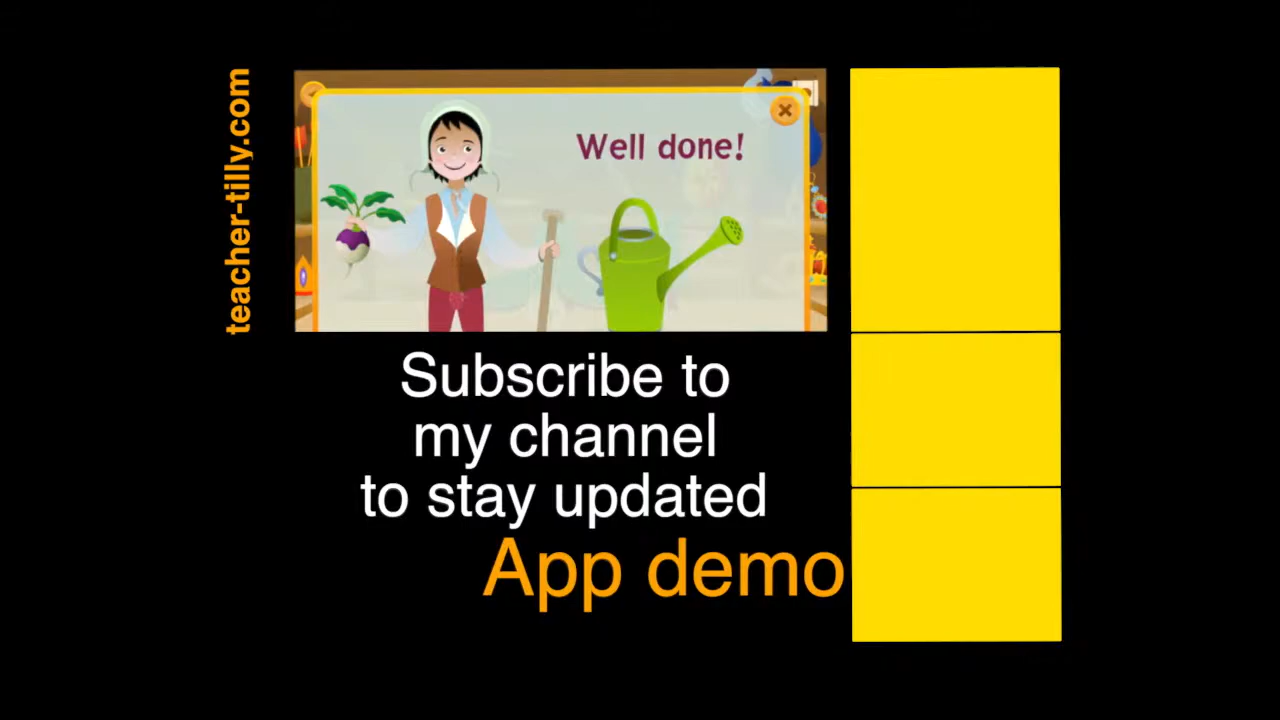 teacher-tilly.com
Well done!
Subscribe to
my channel
to stay updated
App demo